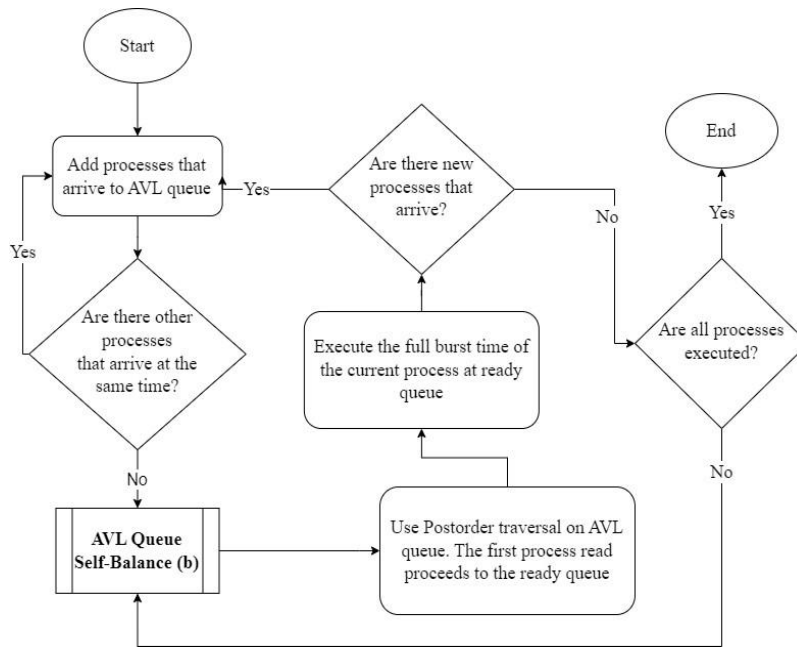 Start
Add processes that
arrive to AVL queue
Yes
Are there other
processes
that arrive at the
same time?
No
AVL Queue
Self-Balance (b)
Use Postorder traversal on AVL
queue. The first process read
proceeds to the ready queue
Execute the full burst time of
the current process at ready
queue
Are there new
processes that
arrive?
Yes
No
Are all processes
executed?
Yes
No
End